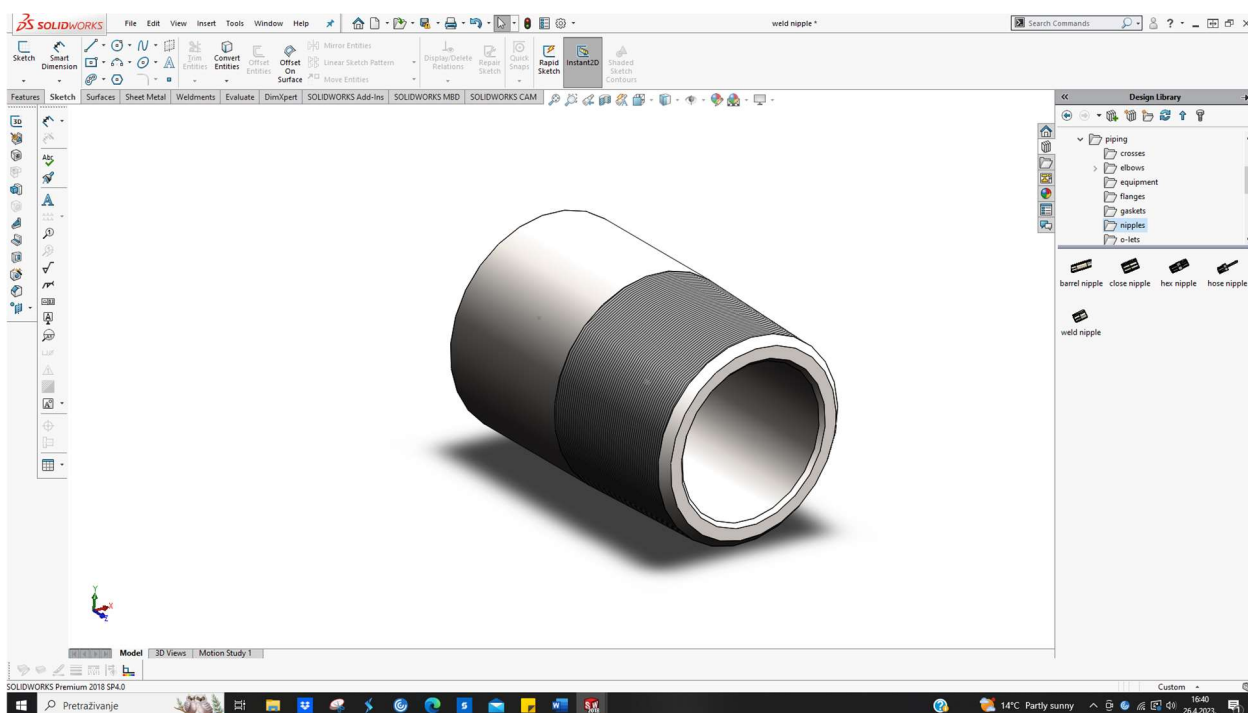 SOLIDWORKS File Edit View Insert Tools Window Help weld nipple * Search Commands
Sketch Smart Dimension Trim Entities Convert Entities Offset Entities Offset On Surface Mirror Entities Linear Sketch Pattern Move Entities Display/Delete Relations Repair Sketch Quick Snaps Rapid Sketch Instant2D Shaded Sketch Contours
Features Sketch Surfaces Sheet Metal Weldments Evaluate DimXpert SOLIDWORKS Add-Ins SOLIDWORKS MBD SOLIDWORKS CAM
Design Library
piping
crosses
elbows
equipment
flanges
gaskets
nipples
o-lets
barrel nipple close nipple hex nipple hose nipple
weld nipple
Y
X
Z
Model 3D Views Motion Study 1
SOLIDWORKS Premium 2018 SP4.0 Custom
Pretraživanje 14°C Partly sunny 16:40
26.4.2023.